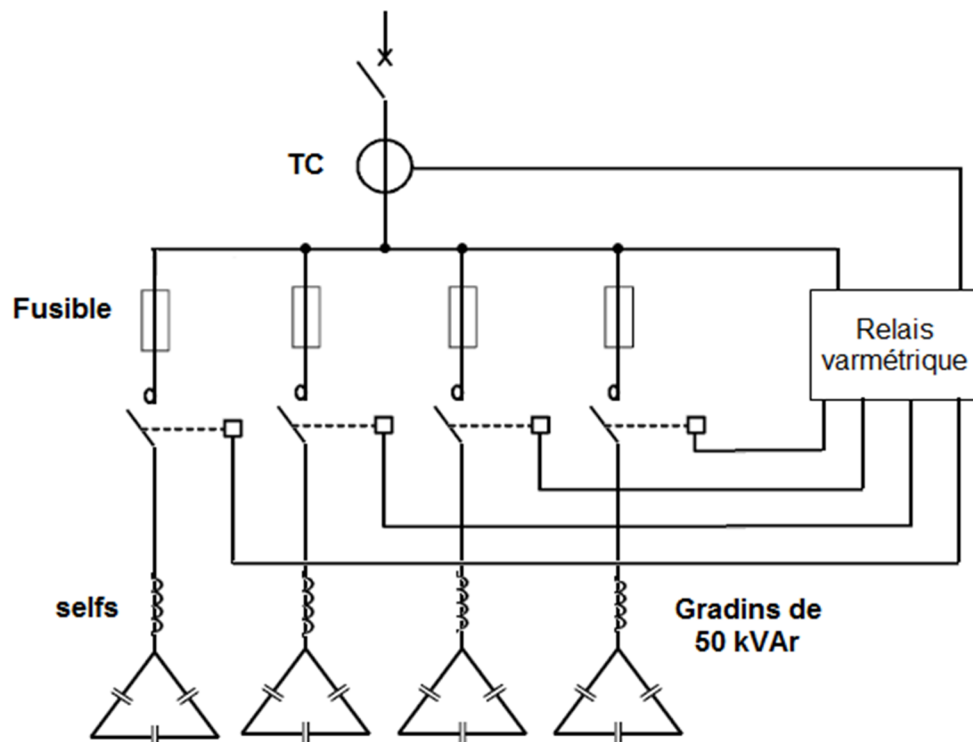 TC
Fusible
Relais
varmétrique
selfs
Gradins de
50 kVAr